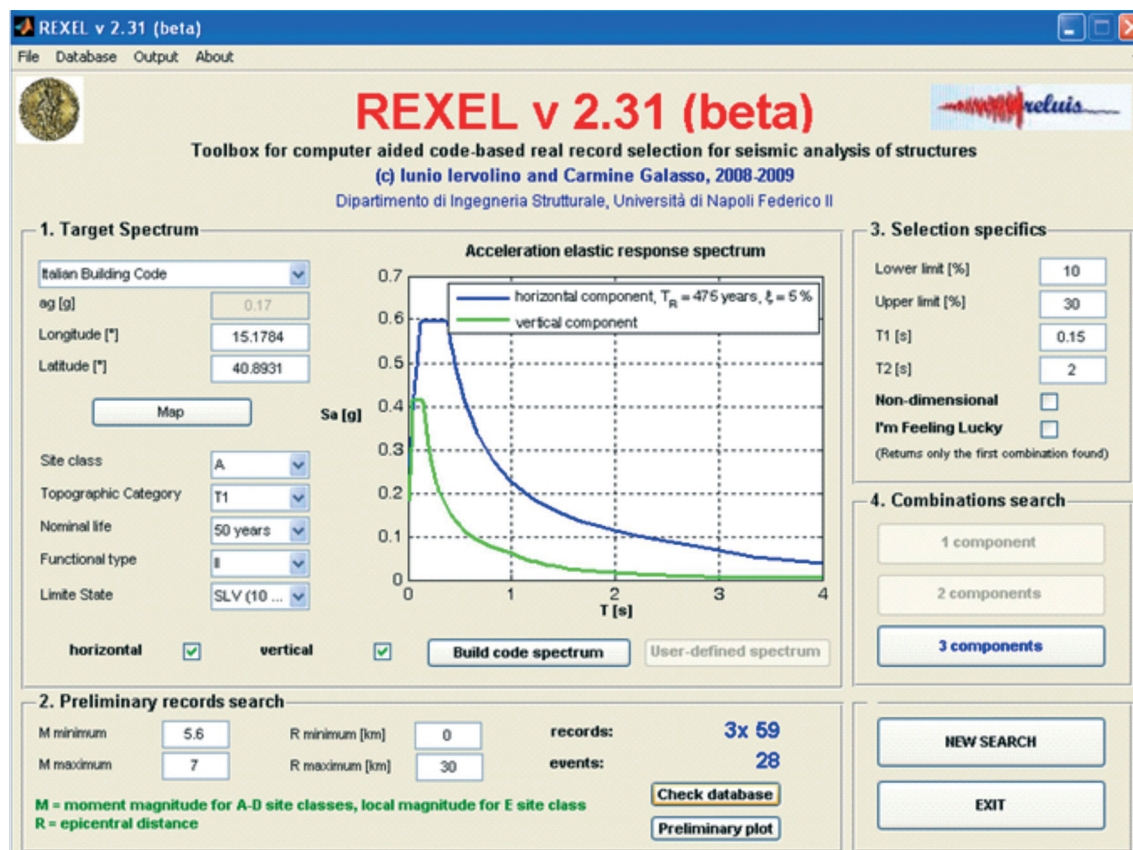 REXEL v 2.31 (beta)
File Database Output About
REXEL v 2.31 (beta)
reluis
Toolbox for computer aided code-based real record selection for seismic analysis of structures
(c) Iunio Iervolino and Carmine Galasso, 2008-2009
Dipartimento di Ingegneria Strutturale, Università di Napoli Federico II
1. Target Spectrum
Italian Building Code
ag [g] 0.17
Longitude [°] 15.1784
Latitude [°] 40.8931
Map
Site class A
Topographic Category T1
Nominal life 50 years
Functional type II
Limite State SLV (10 ...
Acceleration elastic response spectrum
horizontal component, T_R = 475 years, ξ = 5 %
vertical component
Sa [g]
0.7
0.6
0.5
0.4
0.3
0.2
0.1
0
0 1 2 3 4
T [s]
horizontal vertical Build code spectrum User-defined spectrum
2. Preliminary records search
M minimum 5.6 R minimum [km] 0 records: 3x 59
M maximum 7 R maximum [km] 30 events: 28
M = moment magnitude for A-D site classes, local magnitude for E site class
R = epicentral distance
Check database
Preliminary plot
3. Selection specifics
Lower limit [%] 10
Upper limit [%] 30
T1 [s] 0.15
T2 [s] 2
Non-dimensional
I'm Feeling Lucky
(Returns only the first combination found)
4. Combinations search
1 component
2 components
3 components
NEW SEARCH
EXIT